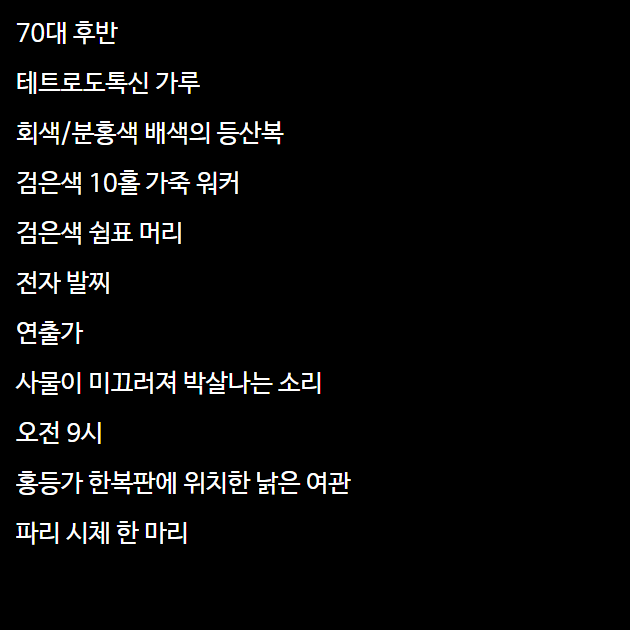 70대 후반
테트로도톡신 가루
회색/분홍색 배색의 등산복
검은색 10홀 가죽 워커
검은색 쉼표 머리
전자 발찌
연출가
사물이 미끄러져 박살나는 소리
오전 9시
홍등가 한복판에 위치한 낡은 여관
파리 시체 한 마리